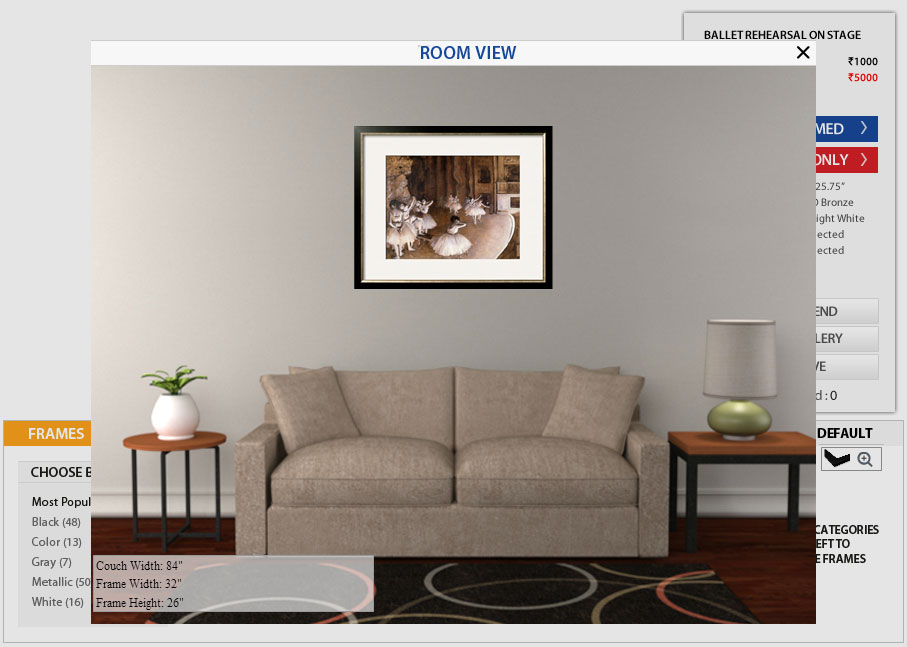 BALLET REHEARSAL ON STAGE
ROOM VIEW
₹1000
₹5000
MED
ONLY
25.75"
Bronze
ight White
ected
ected
END
LERY
VE
d : 0
FRAMES
DEFAULT
CHOOSE B
Most Popul
Black (48)
Color (13)
Gray (7)
Metallic (50
White (16)
CATEGORIES
EFT TO
E FRAMES
Couch Width: 84"
Frame Width: 32"
Frame Height: 26"